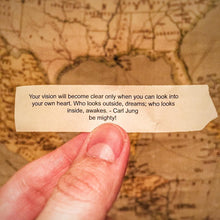 Your vision will become clear only when you can look into
your own heart. Who looks outside, dreams; who looks
inside, awakes. - Carl Jung
be mighty!